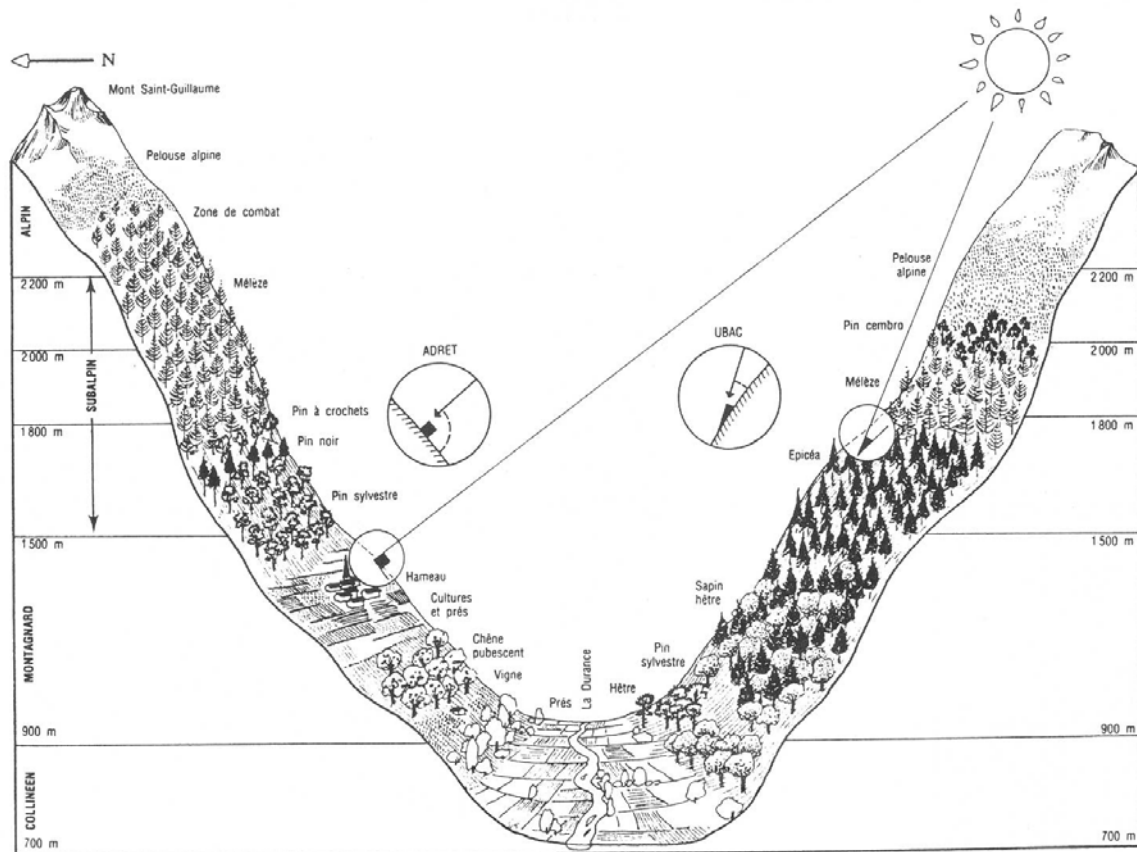 N
Mont Saint-Guillaume
Pelouse alpine
Zone de combat
Mélèze
ADRET
Pin à crochets
Pin noir
Pin sylvestre
Hameau
Cultures
et prés
Chêne
pubescent
Vigne
Prés
La Durance
Hêtre
Pin
sylvestre
Sapin
hêtre
Epicéa
UBAC
Mélèze
Pin cembro
Pelouse
alpine
ALPIN
2 200 m
SUBALPIN
2 000 m
1 800 m
1 500 m
MONTAGNARD
900 m
COLLINEEN
700 m
2 200 m
2 000 m
1 800 m
1 500 m
900 m
700 m